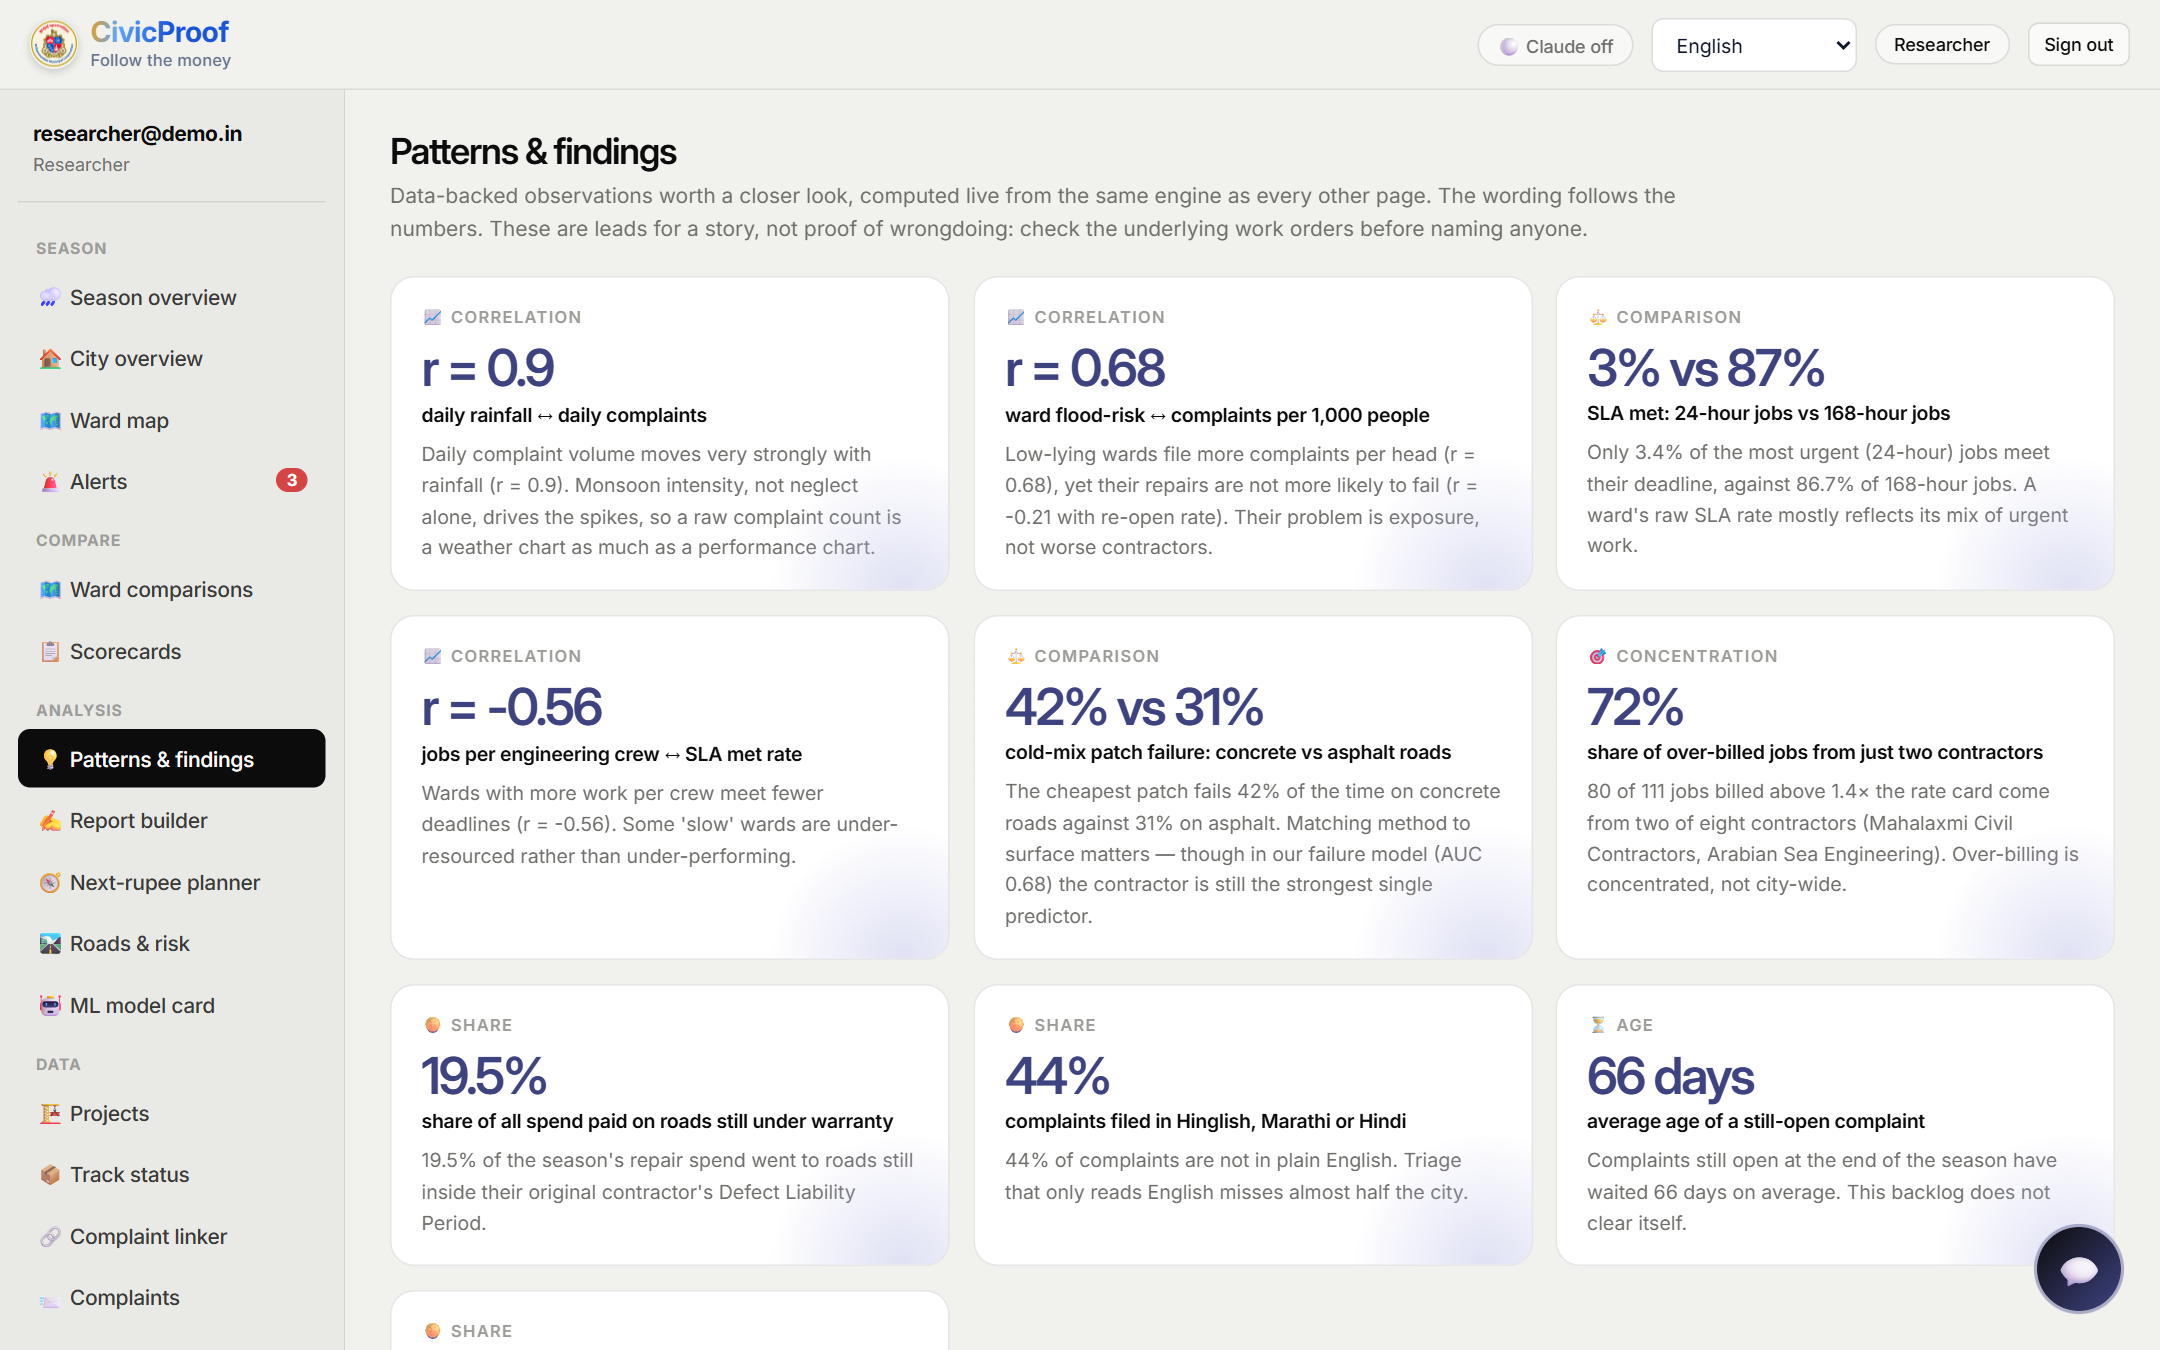 CivicProof
Follow the money
Claude off
English
Researcher
Sign out
researcher@demo.in
Researcher
SEASON
Season overview
City overview
Ward map
Alerts
3
COMPARE
Ward comparisons
Scorecards
ANALYSIS
Patterns & findings
Report builder
Next-rupee planner
Roads & risk
ML model card
DATA
Projects
Track status
Complaint linker
Complaints
Patterns & findings
Data-backed observations worth a closer look, computed live from the same engine as every other page. The wording follows the
numbers. These are leads for a story, not proof of wrongdoing: check the underlying work orders before naming anyone.
CORRELATION
r = 0.9
daily rainfall ↔ daily complaints
Daily complaint volume moves very strongly with
rainfall (r = 0.9). Monsoon intensity, not neglect
alone, drives the spikes, so a raw complaint count is
a weather chart as much as a performance chart.
CORRELATION
r = 0.68
ward flood-risk ↔ complaints per 1,000 people
Low-lying wards file more complaints per head (r =
0.68), yet their repairs are not more likely to fail (r =
-0.21 with re-open rate). Their problem is exposure,
not worse contractors.
COMPARISON
3% vs 87%
SLA met: 24-hour jobs vs 168-hour jobs
Only 3.4% of the most urgent (24-hour) jobs meet
their deadline, against 86.7% of 168-hour jobs. A
ward's raw SLA rate mostly reflects its mix of urgent
work.
CORRELATION
r = -0.56
jobs per engineering crew ↔ SLA met rate
Wards with more work per crew meet fewer
deadlines (r = -0.56). Some 'slow' wards are under-
resourced rather than under-performing.
COMPARISON
42% vs 31%
cold-mix patch failure: concrete vs asphalt roads
The cheapest patch fails 42% of the time on concrete
roads against 31% on asphalt. Matching method to
surface matters — though in our failure model (AUC
0.68) the contractor is still the strongest single
predictor.
CONCENTRATION
72%
share of over-billed jobs from just two contractors
80 of 111 jobs billed above 1.4× the rate card come
from two of eight contractors (Mahalaxmi Civil
Contractors, Arabian Sea Engineering). Over-billing is
concentrated, not city-wide.
SHARE
19.5%
share of all spend paid on roads still under warranty
19.5% of the season's repair spend went to roads still
inside their original contractor's Defect Liability
Period.
SHARE
44%
complaints filed in Hinglish, Marathi or Hindi
44% of complaints are not in plain English. Triage
that only reads English misses almost half the city.
AGE
66 days
average age of a still-open complaint
Complaints still open at the end of the season have
waited 66 days on average. This backlog does not
clear itself.
SHARE